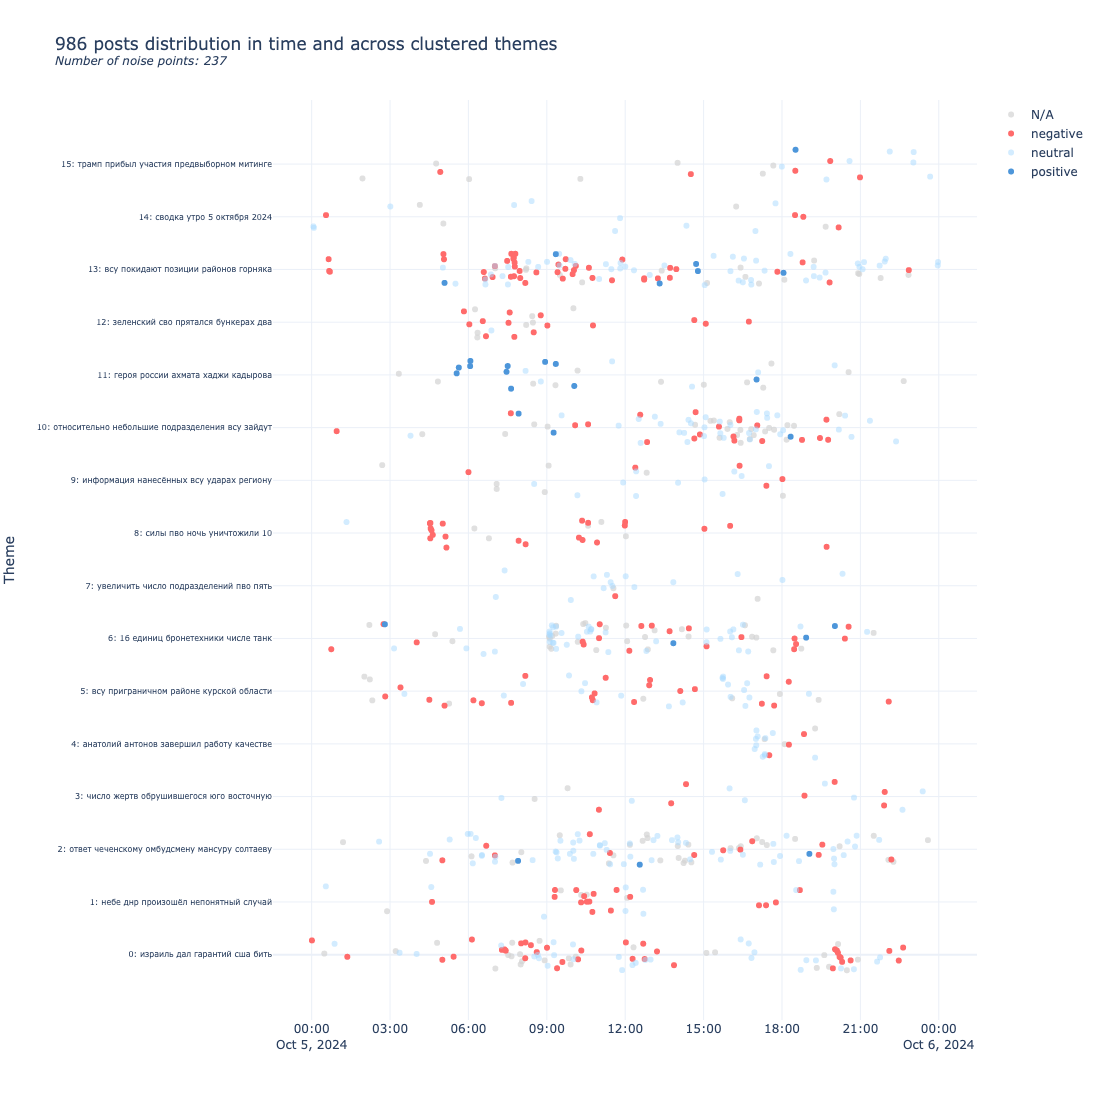 986 posts distribution in time and across clustered themes
Number of noise points: 237
N/A
negative
neutral
positive
15: трамп прибыл участия предвыборном митинге
14: сводка утро 5 октября 2024
13: всу покидают позиции районов горняка
12: зеленский сво прятался бункерах два
11: героя россии ахмата хаджи кадырова
10: относительно небольшие подразделения всу зайдут
9: информация нанесённых всу ударах региону
8: силы пво ночь уничтожили 10
7: увеличить число подразделений пво пять
6: 16 единиц бронетехники числе танк
5: всу приграничном районе курской области
4: анатолий антонов завершил работу качестве
3: число жертв обрушившегося юго восточную
2: ответ чеченскому омбудсмену мансуру солтаеву
1: небе днр произошёл непонятный случай
0: израиль дал гарантий сша бить
Theme
00:00 03:00 06:00 09:00 12:00 15:00 18:00 21:00 00:00
Oct 5, 2024 Oct 6, 2024